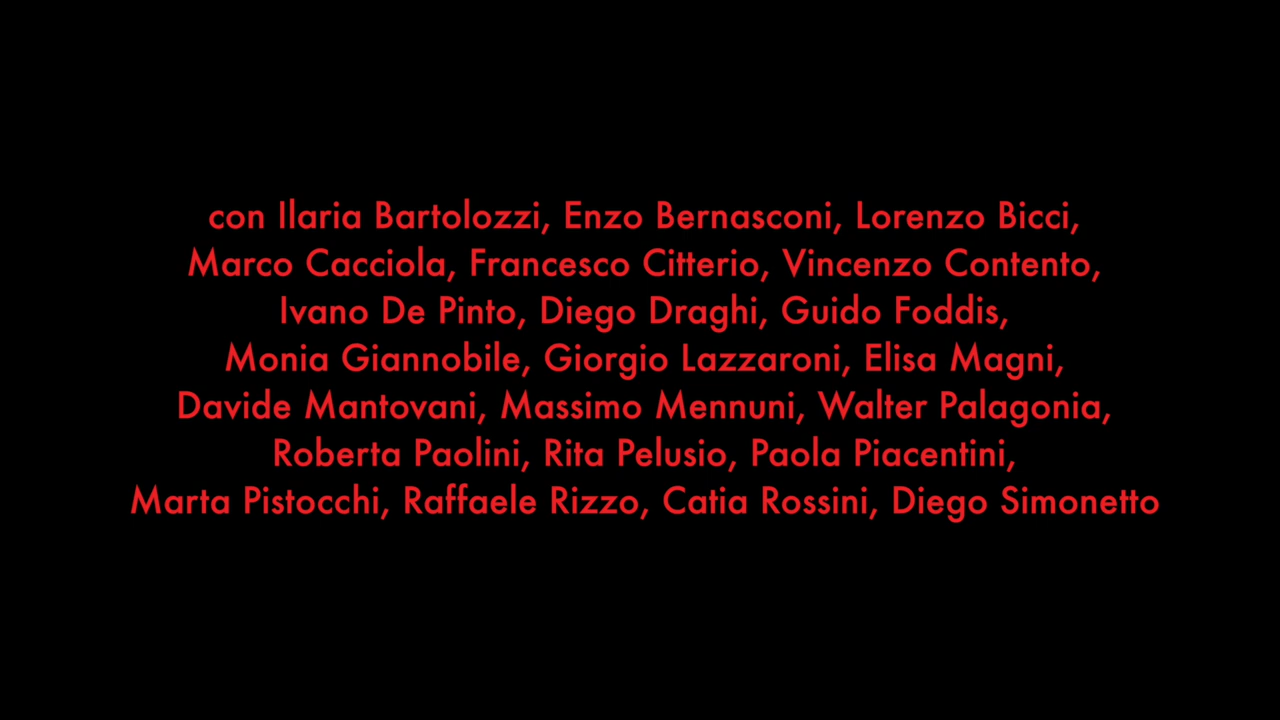 con Ilaria Bartolozzi, Enzo Bernasconi, Lorenzo Bicci,
Marco Cacciola, Francesco Citterio, Vincenzo Contento,
Ivano De Pinto, Diego Draghi, Guido Foddis,
Monia Giannobile, Giorgio Lazzaroni, Elisa Magni,
Davide Mantovani, Massimo Mennuni, Walter Palagonia,
Roberta Paolini, Rita Pelusio, Paola Piacentini,
Marta Pistocchi, Raffaele Rizzo, Catia Rossini, Diego Simonetto